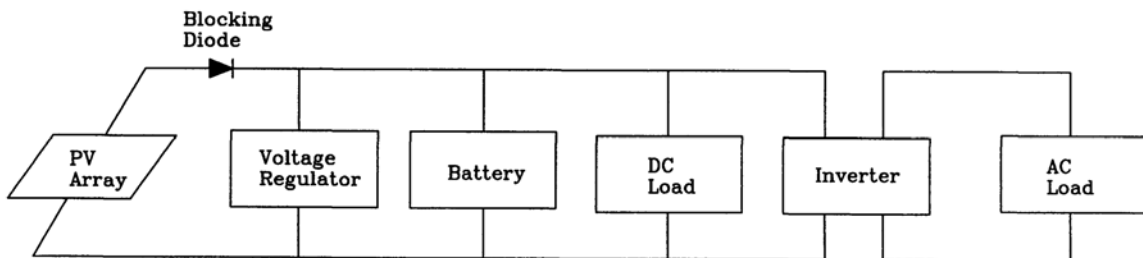 Blocking
Diode
PV
Array
Voltage
Regulator
Battery
DC
Load
Inverter
AC
Load